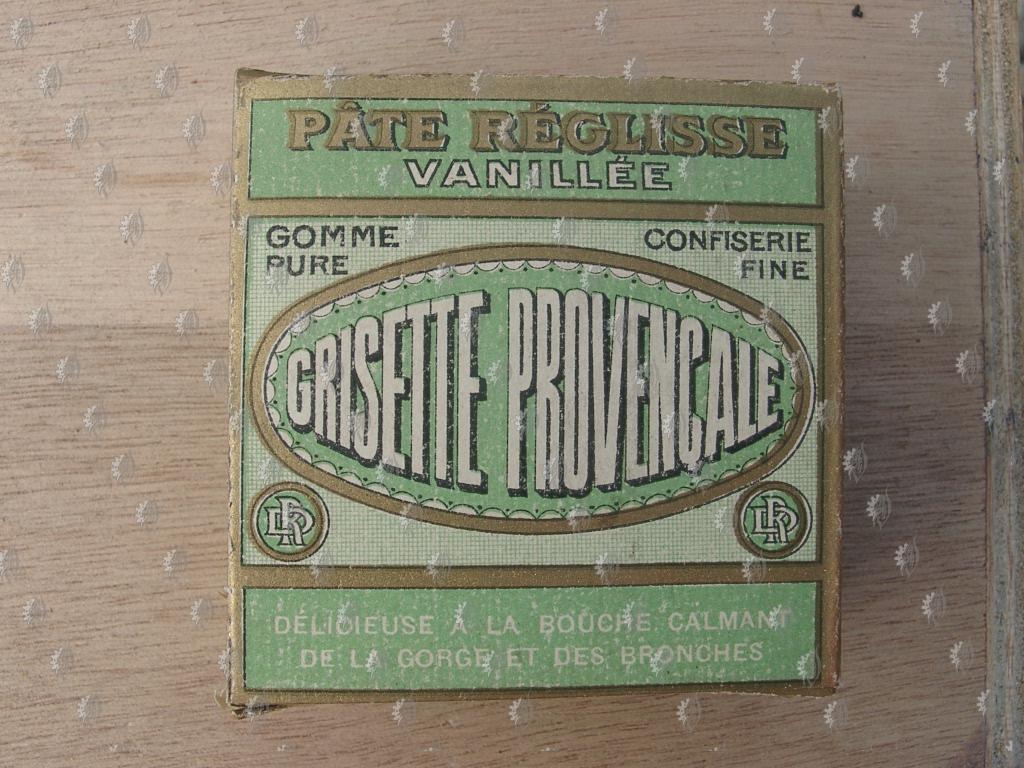 PÂTE RÉGLISSE
VANILLÉE
GOMME PURE
CONFISERIE FINE
GRISETTE PROVENÇALE
DÉLICIEUSE A LA BOUCHE CALMANT
DE LA GORGE ET DES BRONCHES